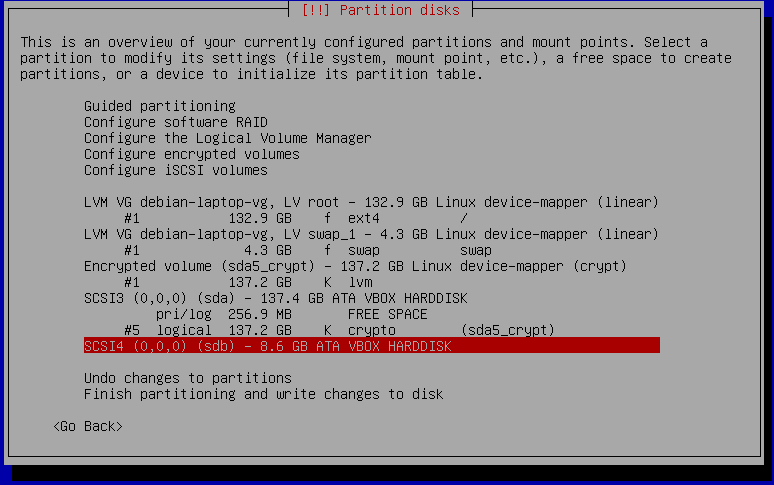 [!!] Partition disks
This is an overview of your currently configured partitions and mount points. Select a
partition to modify its settings (file system, mount point, etc.), a free space to create
partitions, or a device to initialize its partition table.
Guided partitioning
Configure software RAID
Configure the Logical Volume Manager
Configure encrypted volumes
Configure iSCSI volumes
LVM VG debian-laptop-vg, LV root - 132.9 GB Linux device-mapper (linear)
#1 132.9 GB f ext4 /
LVM VG debian-laptop-vg, LV swap_1 - 4.3 GB Linux device-mapper (linear)
#1 4.3 GB f swap swap
Encrypted volume (sda5_crypt) - 137.2 GB Linux device-mapper (crypt)
#1 137.2 GB K lvm
SCSI3 (0,0,0) (sda) - 137.4 GB ATA VBOX HARDDISK
pri/log 256.9 MB FREE SPACE
#5 logical 137.2 GB K crypto (sda5_crypt)
SCSI4 (0,0,0) (sdb) - 8.6 GB ATA VBOX HARDDISK
Undo changes to partitions
Finish partitioning and write changes to disk
<Go Back>